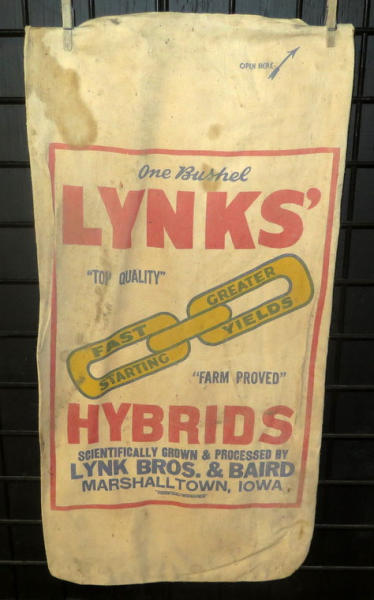 OPEN HERE
One Bushel
LYNKS'
"TOP QUALITY"
FAST
STARTING
GREATER
YIELDS
"FARM PROVED"
HYBRIDS
SCIENTIFICALLY GROWN & PROCESSED BY
LYNK BROS. & BAIRD
MARSHALLTOWN, IOWA